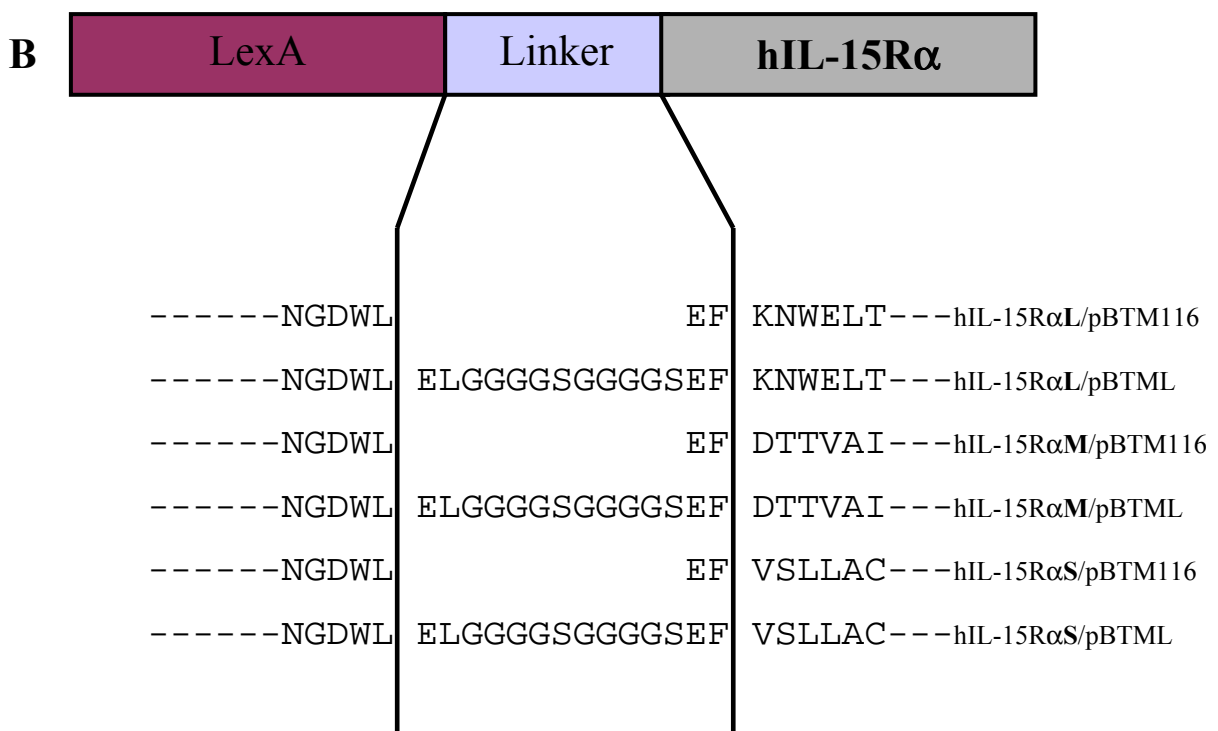 B LexA Linker hIL-15Rα
------NGDWL EF KNWELT---hIL-15RαL/pBTM116
------NGDWL ELGGGGSGGGGSEF KNWELT---hIL-15RαL/pBTML
------NGDWL EF DTTVAI---hIL-15RαM/pBTM116
------NGDWL ELGGGGSGGGGSEF DTTVAI---hIL-15RαM/pBTML
------NGDWL EF VSLLAC---hIL-15RαS/pBTM116
------NGDWL ELGGGGSGGGGSEF VSLLAC---hIL-15RαS/pBTML